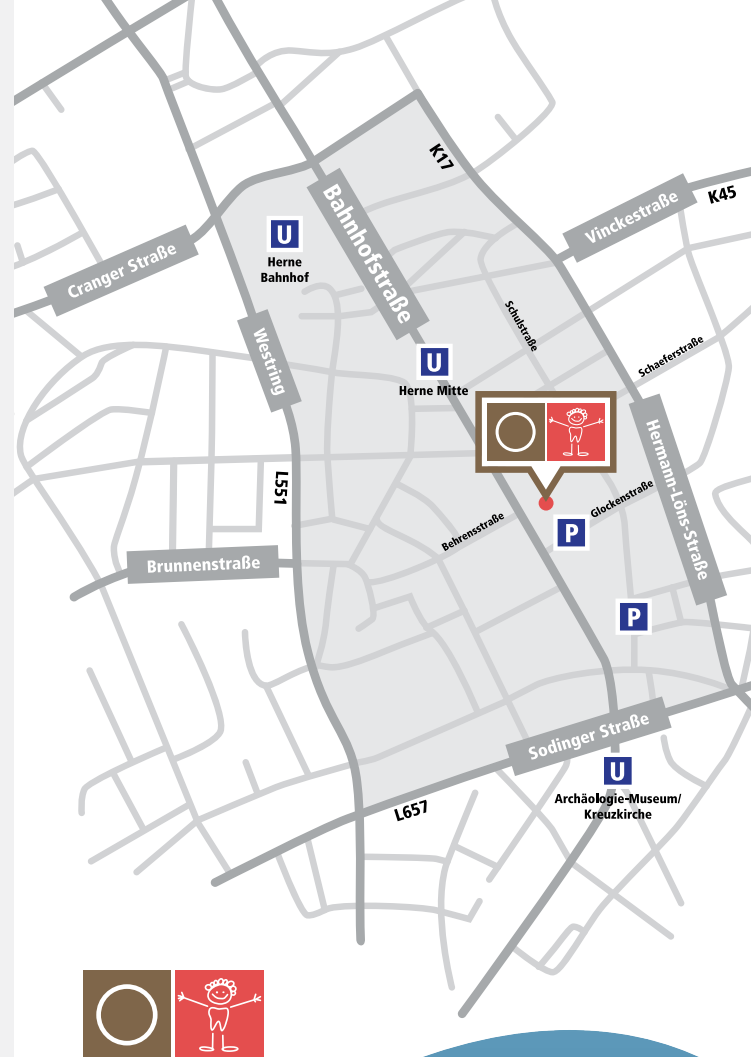 K17
K45
Vinckestraße
Bahnhofstraße
U
Herne
Bahnhof
Cranger Straße
Schulstraße
Westring
U
Herne Mitte
Schaeferstraße
Hermann-Löns-Straße
L551
Glockenstraße
Behrensstraße
P
Brunnenstraße
P
Sodinger Straße
U
Archäologie-Museum/
Kreuzkirche
L657